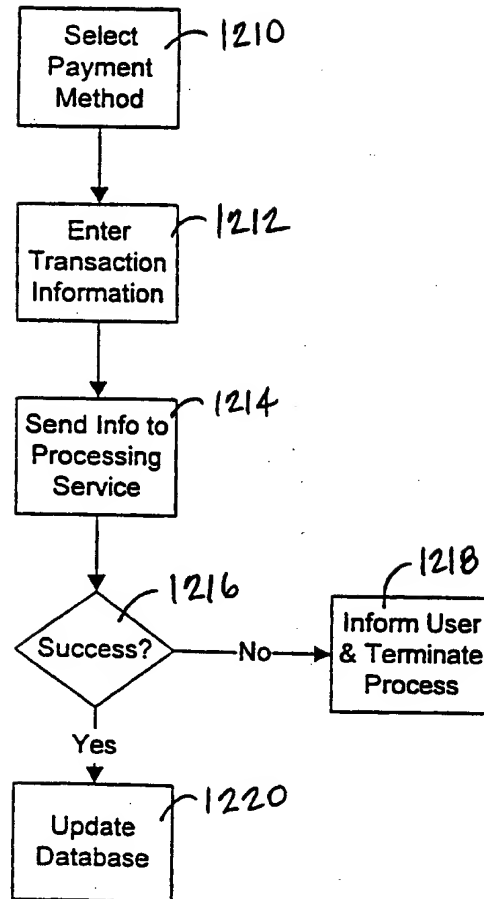 Select
Payment
Method
1210
Enter
Transaction
Information
1212
Send Info to
Processing
Service
1214
Success?
1216
No
Inform User
& Terminate
Process
1218
Yes
Update
Database
1220